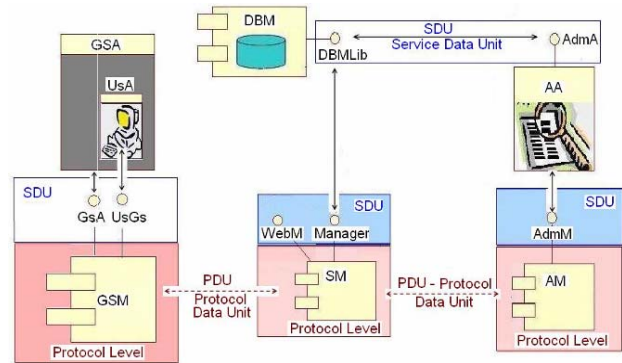 DBM
DBMLib
SDU
Service Data Unit
AdmA
GSA
UsA
AA
SDU
GsA
UsGs
WebM
Manager
SDU
SDU
AdmM
GSM
Protocol Level
PDU
Protocol
Data Unit
SM
Protocol Level
PDU - Protocol
Data Unit
AM
Protocol Level